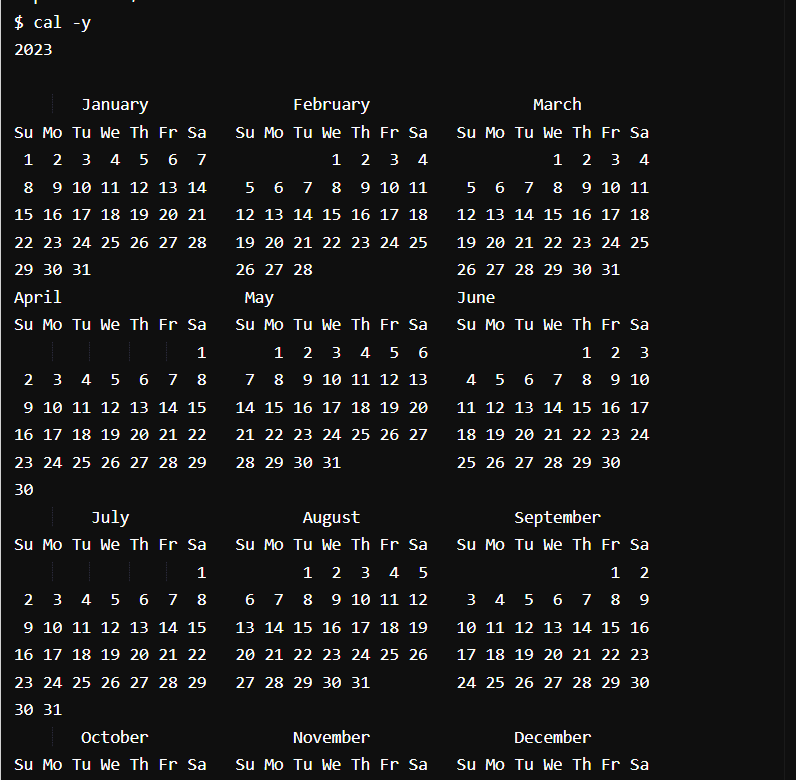 $ cal -y
2023
       January               February                 March
Su Mo Tu We Th Fr Sa   Su Mo Tu We Th Fr Sa   Su Mo Tu We Th Fr Sa
 1  2  3  4  5  6  7             1  2  3  4             1  2  3  4
 8  9 10 11 12 13 14    5  6  7  8  9 10 11    5  6  7  8  9 10 11
15 16 17 18 19 20 21   12 13 14 15 16 17 18   12 13 14 15 16 17 18
22 23 24 25 26 27 28   19 20 21 22 23 24 25   19 20 21 22 23 24 25
29 30 31               26 27 28               26 27 28 29 30 31
April                   May                   June
Su Mo Tu We Th Fr Sa   Su Mo Tu We Th Fr Sa   Su Mo Tu We Th Fr Sa
                   1       1  2  3  4  5  6                1  2  3
 2  3  4  5  6  7  8    7  8  9 10 11 12 13    4  5  6  7  8  9 10
 9 10 11 12 13 14 15   14 15 16 17 18 19 20   11 12 13 14 15 16 17
16 17 18 19 20 21 22   21 22 23 24 25 26 27   18 19 20 21 22 23 24
23 24 25 26 27 28 29   28 29 30 31            25 26 27 28 29 30
30
        July                  August                September
Su Mo Tu We Th Fr Sa   Su Mo Tu We Th Fr Sa   Su Mo Tu We Th Fr Sa
                   1          1  2  3  4  5                   1  2
 2  3  4  5  6  7  8    6  7  8  9 10 11 12    3  4  5  6  7  8  9
 9 10 11 12 13 14 15   13 14 15 16 17 18 19   10 11 12 13 14 15 16
16 17 18 19 20 21 22   20 21 22 23 24 25 26   17 18 19 20 21 22 23
23 24 25 26 27 28 29   27 28 29 30 31         24 25 26 27 28 29 30
30 31
       October               November               December
Su Mo Tu We Th Fr Sa   Su Mo Tu We Th Fr Sa   Su Mo Tu We Th Fr Sa